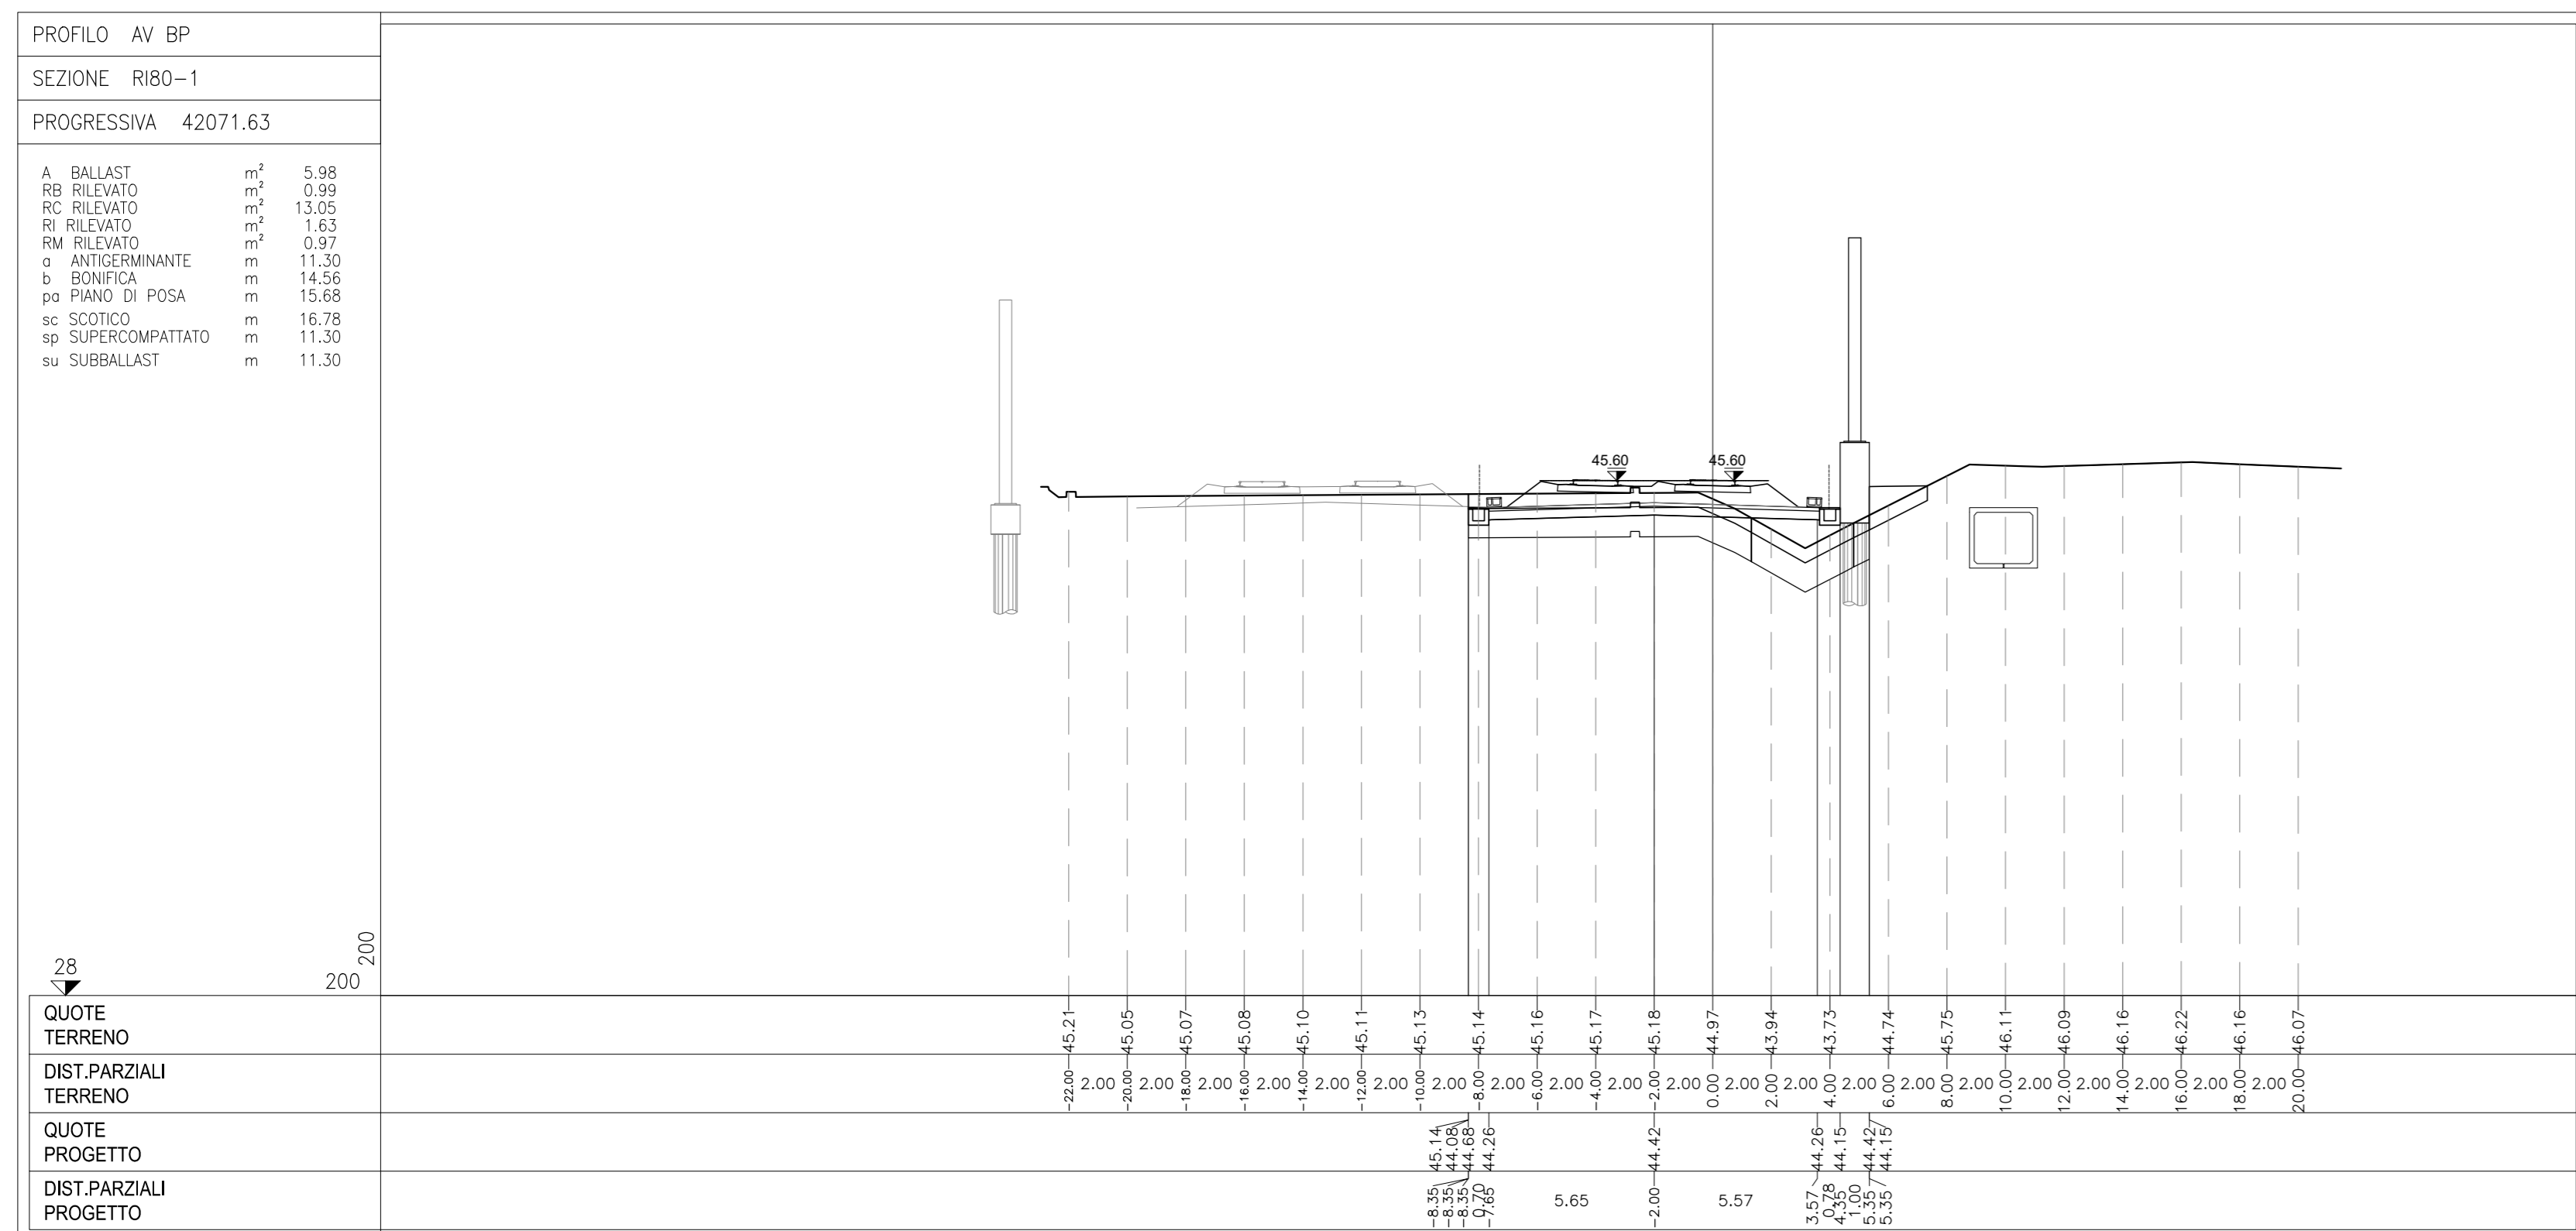 PROFILO AV BP
SEZIONE RI80-1
PROGRESSIVA 42071.63
A BALLAST m² 5.98
RB RILEVATO m² 0.99
RC RILEVATO m² 13.05
RI RILEVATO m² 1.63
RM RILEVATO m² 0.97
a ANTIGERMINANTE m 11.30
b BONIFICA m 14.56
pa PIANO DI POSA m 15.68
sc SCOTICO m 16.78
sp SUPERCOMPATTATO m 11.30
su SUBBALLAST m 11.30
45.60 45.60
200
28 200
QUOTE TERRENO
45.21 45.05 45.07 45.08 45.10 45.11 45.13 45.14 45.16 45.17 45.18 44.97 43.94 43.73 44.74 45.75 46.11 46.09 46.16 46.22 46.16 46.07
DIST.PARZIALI TERRENO
-22.00 2.00 -20.00 2.00 -18.00 2.00 -16.00 2.00 -14.00 2.00 -12.00 2.00 -10.00 2.00 -8.00 2.00 -6.00 2.00 -4.00 2.00 -2.00 2.00 0.00 2.00 2.00 2.00 4.00 2.00 6.00 2.00 8.00 2.00 10.00 2.00 12.00 2.00 14.00 2.00 16.00 2.00 18.00 2.00 20.00
QUOTE PROGETTO
45.14 44.08 44.68 44.26 44.42 44.26 44.15 44.42 44.15
DIST.PARZIALI PROGETTO
-8.35 -8.35 -8.35 0.70 -7.65 5.65 -2.00 5.57 3.57 0.78 4.35 1.00 5.35 5.35